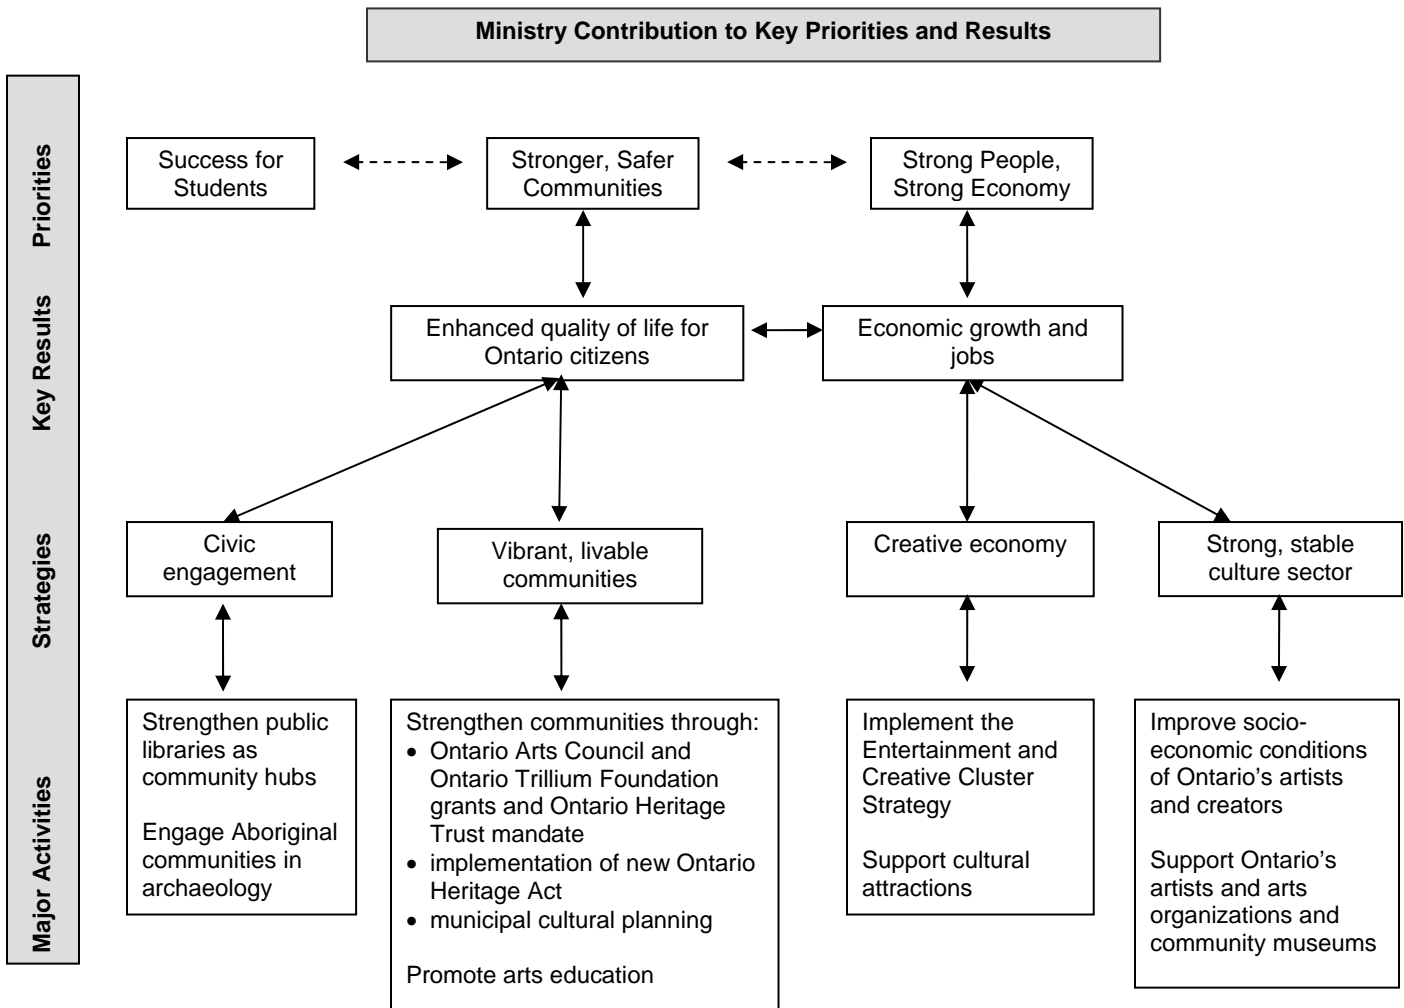 Ministry Contribution to Key Priorities and Results
Priorities
Success for
Students
Stronger, Safer
Communities
Strong People,
Strong Economy
Key Results
Enhanced quality of life for
Ontario citizens
Economic growth and
jobs
Strategies
Civic
engagement
Vibrant, livable
communities
Creative economy
Strong, stable
culture sector
Major Activities
Strengthen public
libraries as
community hubs
Engage Aboriginal
communities in
archaeology
Strengthen communities through:
• Ontario Arts Council and
Ontario Trillium Foundation
grants and Ontario Heritage
Trust mandate
• implementation of new Ontario
Heritage Act
• municipal cultural planning
Promote arts education
Implement the
Entertainment and
Creative Cluster
Strategy
Support cultural
attractions
Improve socio-
economic conditions
of Ontario’s artists
and creators
Support Ontario’s
artists and arts
organizations and
community museums